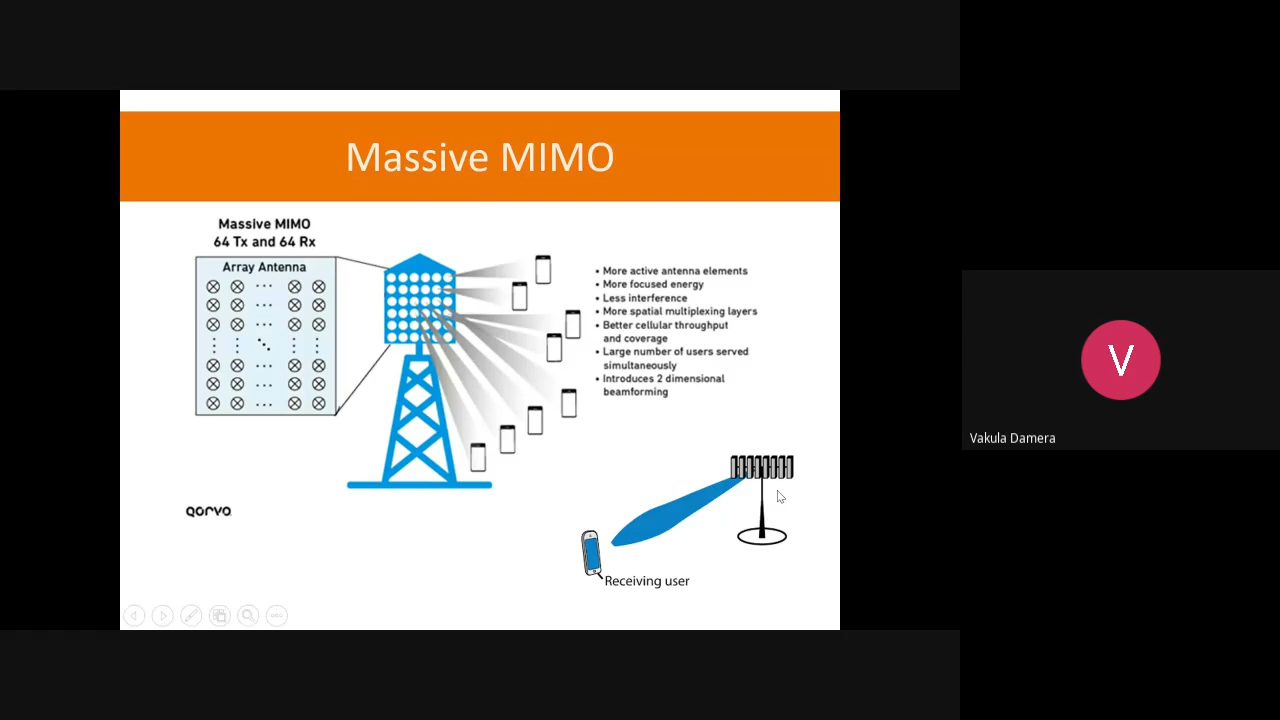 Massive MIMO
Massive MIMO
64 Tx and 64 Rx
Array Antenna
• More active antenna elements
• More focused energy
• Less interference
• More spatial multiplexing layers
• Better cellular throughput
and coverage
• Large number of users served
simultaneously
• Introduces 2 dimensional
beamforming
QORVO
Receiving user
V
Vakula Damera